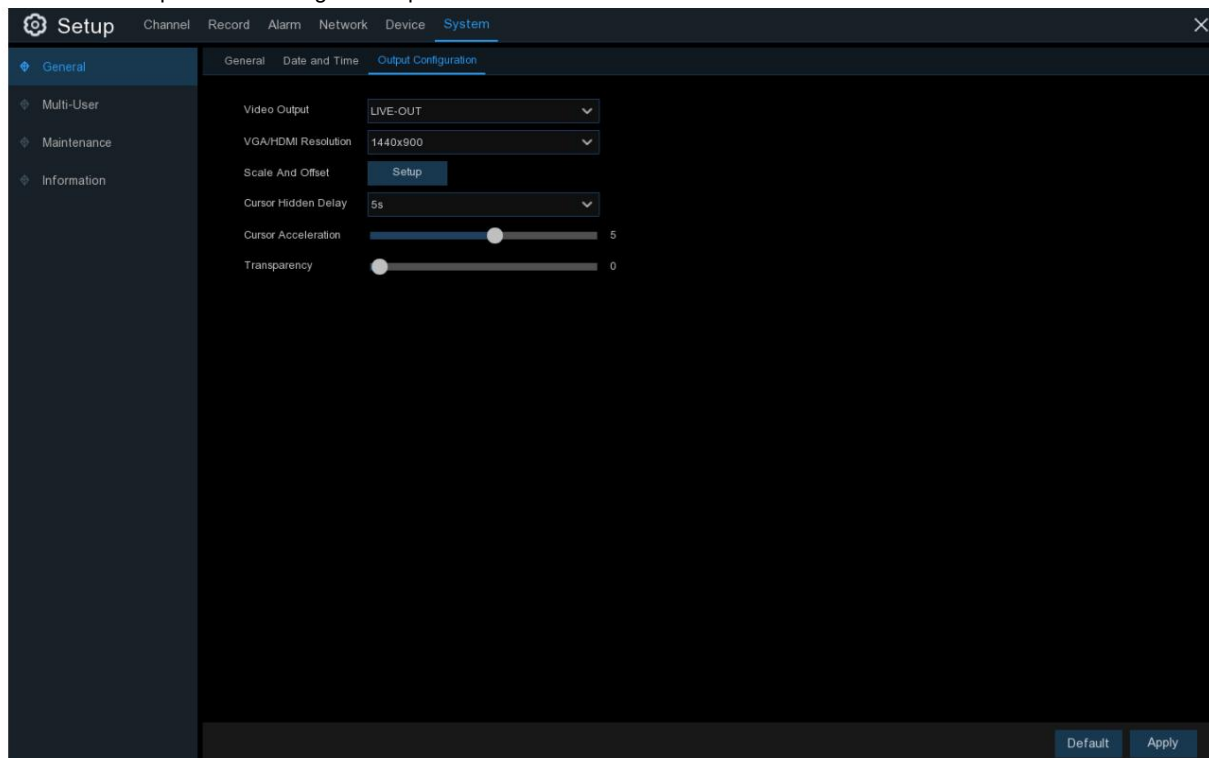 Setup Channel Record Alarm Network Device System
General
Multi-User
Maintenance
Information
General Date and Time Output Configuration
Video Output LIVE-OUT
VGA/HDMI Resolution 1440x900
Scale And Offset Setup
Cursor Hidden Delay 5s
Cursor Acceleration 5
Transparency 0
Default Apply